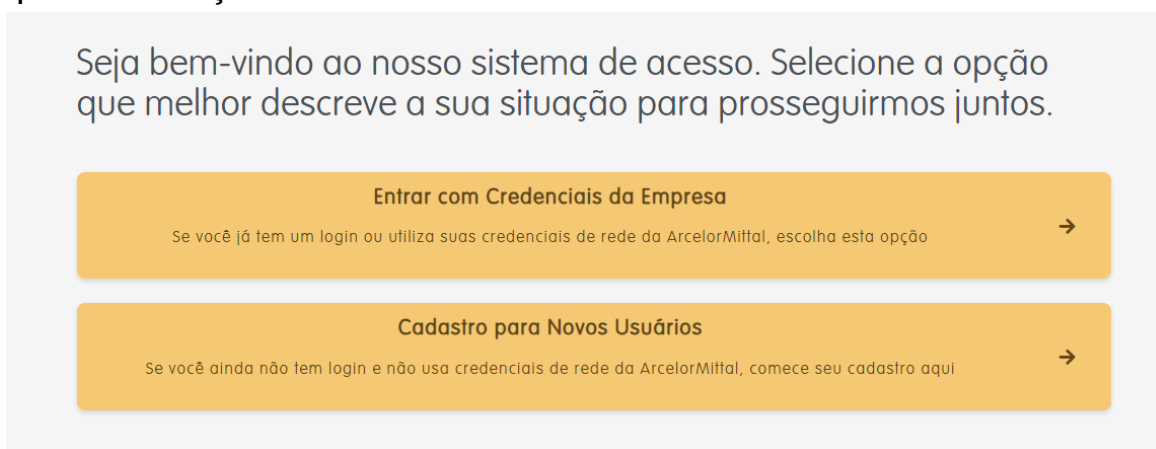 Seja bem-vindo ao nosso sistema de acesso. Selecione a opção
que melhor descreve a sua situação para prosseguirmos juntos.
Entrar com Credenciais da Empresa
Se você já tem um login ou utiliza suas credenciais de rede da ArcelorMittal, escolha esta opção
Cadastro para Novos Usuários
Se você ainda não tem login e não usa credenciais de rede da ArcelorMittal, comece seu cadastro aqui